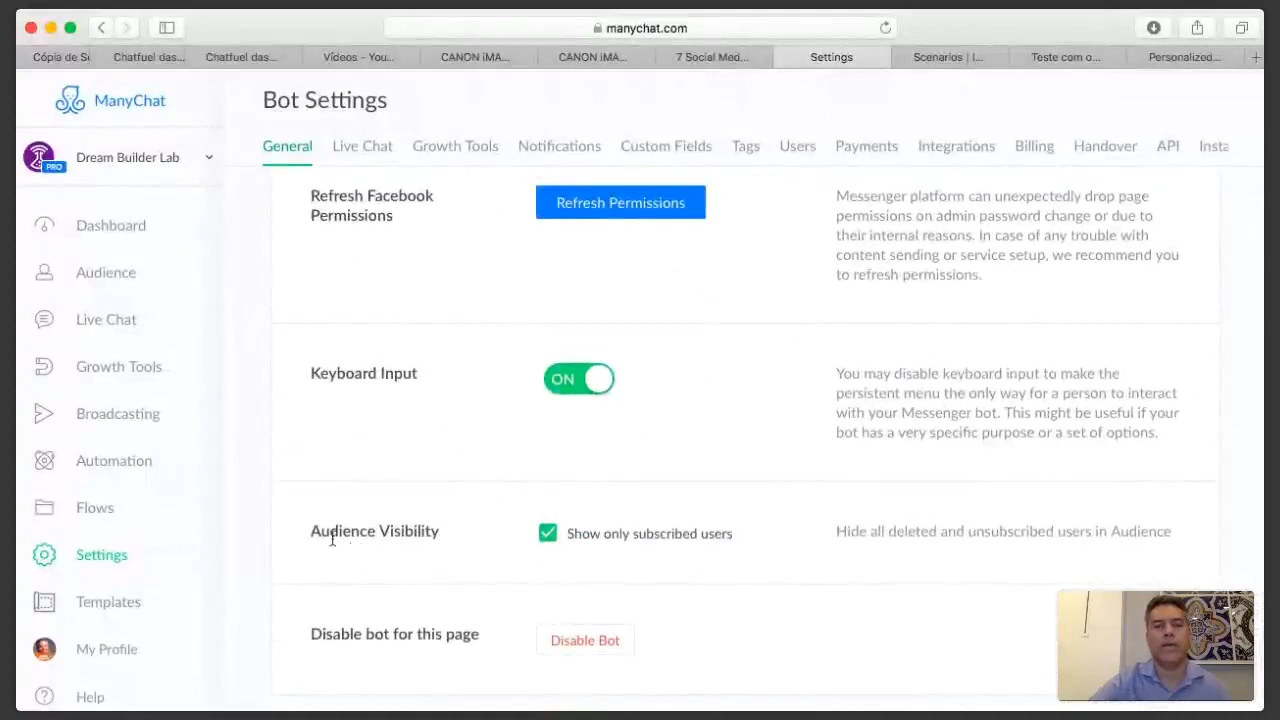 manychat.com
Cópia de Se
Chatfuel das...
Chatfuel das...
Vídeos - You...
CANON iMA...
CANON iMA...
7 Social Med...
Settings
Scenarios | I...
Teste com o...
Personalized...
ManyChat
Dream Builder Lab
PRO
Dashboard
Audience
Live Chat
Growth Tools
Broadcasting
Automation
Flows
Settings
Templates
My Profile
Help
Bot Settings
General
Live Chat
Growth Tools
Notifications
Custom Fields
Tags
Users
Payments
Integrations
Billing
Handover
API
Insta
Refresh Facebook
Permissions
Refresh Permissions
Messenger platform can unexpectedly drop page
permissions on admin password change or due to
their internal reasons. In case of any trouble with
content sending or service setup, we recommend you
to refresh permissions.
Keyboard Input
ON
You may disable keyboard input to make the
persistent menu the only way for a person to interact
with your Messenger bot. This might be useful if your
bot has a very specific purpose or a set of options.
Audience Visibility
Show only subscribed users
Hide all deleted and unsubscribed users in Audience
Disable bot for this page
Disable Bot